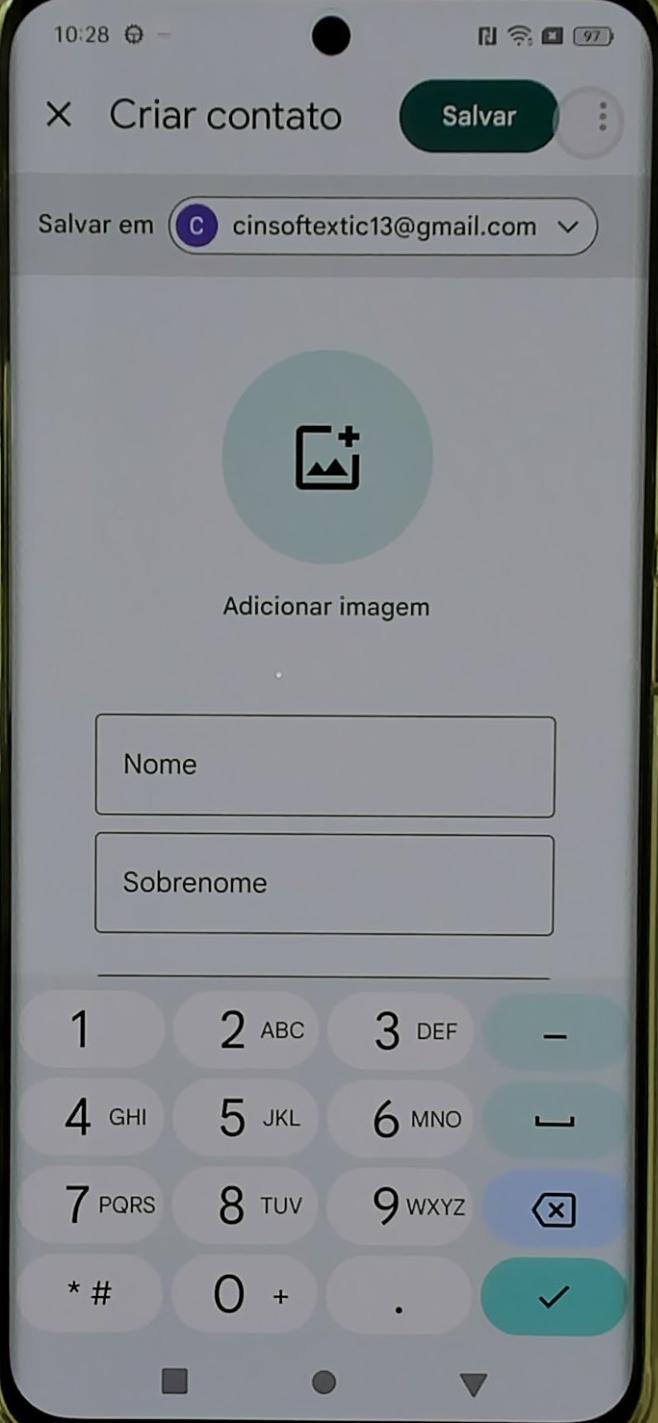 10:28 97
Criar contato Salvar
Salvar em C cinsoftextic13@gmail.com
Adicionar imagem
Nome
Sobrenome
1 2 ABC 3 DEF –
4 GHI 5 JKL 6 MNO
7 PQRS 8 TUV 9 WXYZ
* # 0 + .